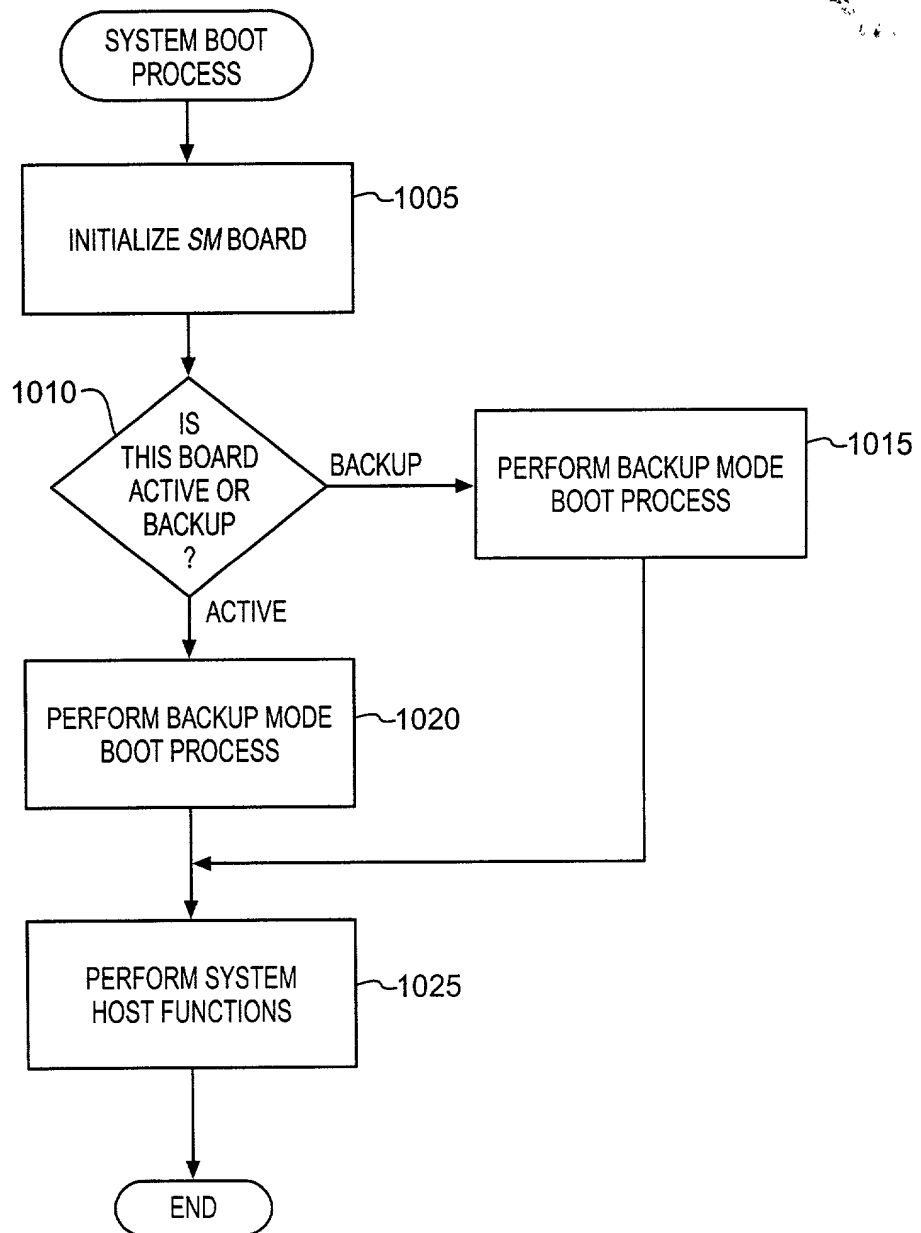 SYSTEM BOOT
PROCESS
1005
INITIALIZE SM BOARD
1010
IS
THIS BOARD
ACTIVE OR
BACKUP
?
BACKUP
PERFORM BACKUP MODE
BOOT PROCESS
1015
ACTIVE
PERFORM BACKUP MODE
BOOT PROCESS
1020
PERFORM SYSTEM
HOST FUNCTIONS
1025
END